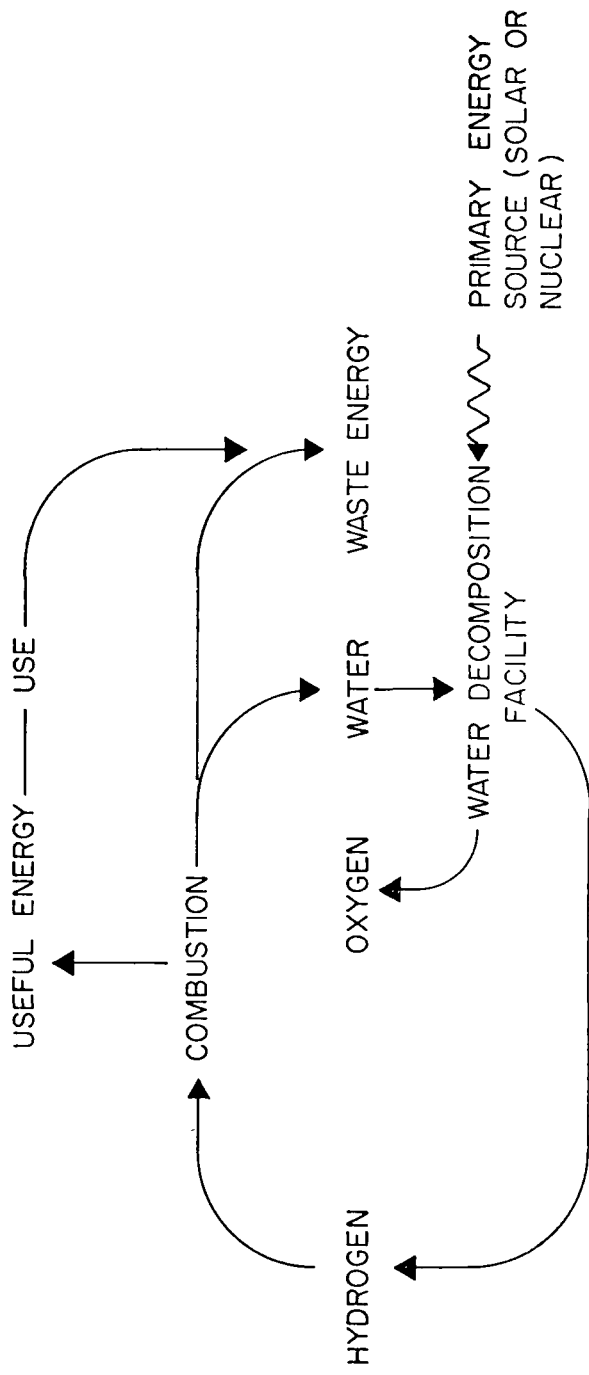 USEFUL ENERGY USE
COMBUSTION
HYDROGEN OXYGEN WATER WASTE ENERGY
WATER DECOMPOSITION
FACILITY
PRIMARY ENERGY
SOURCE (SOLAR OR
NUCLEAR)